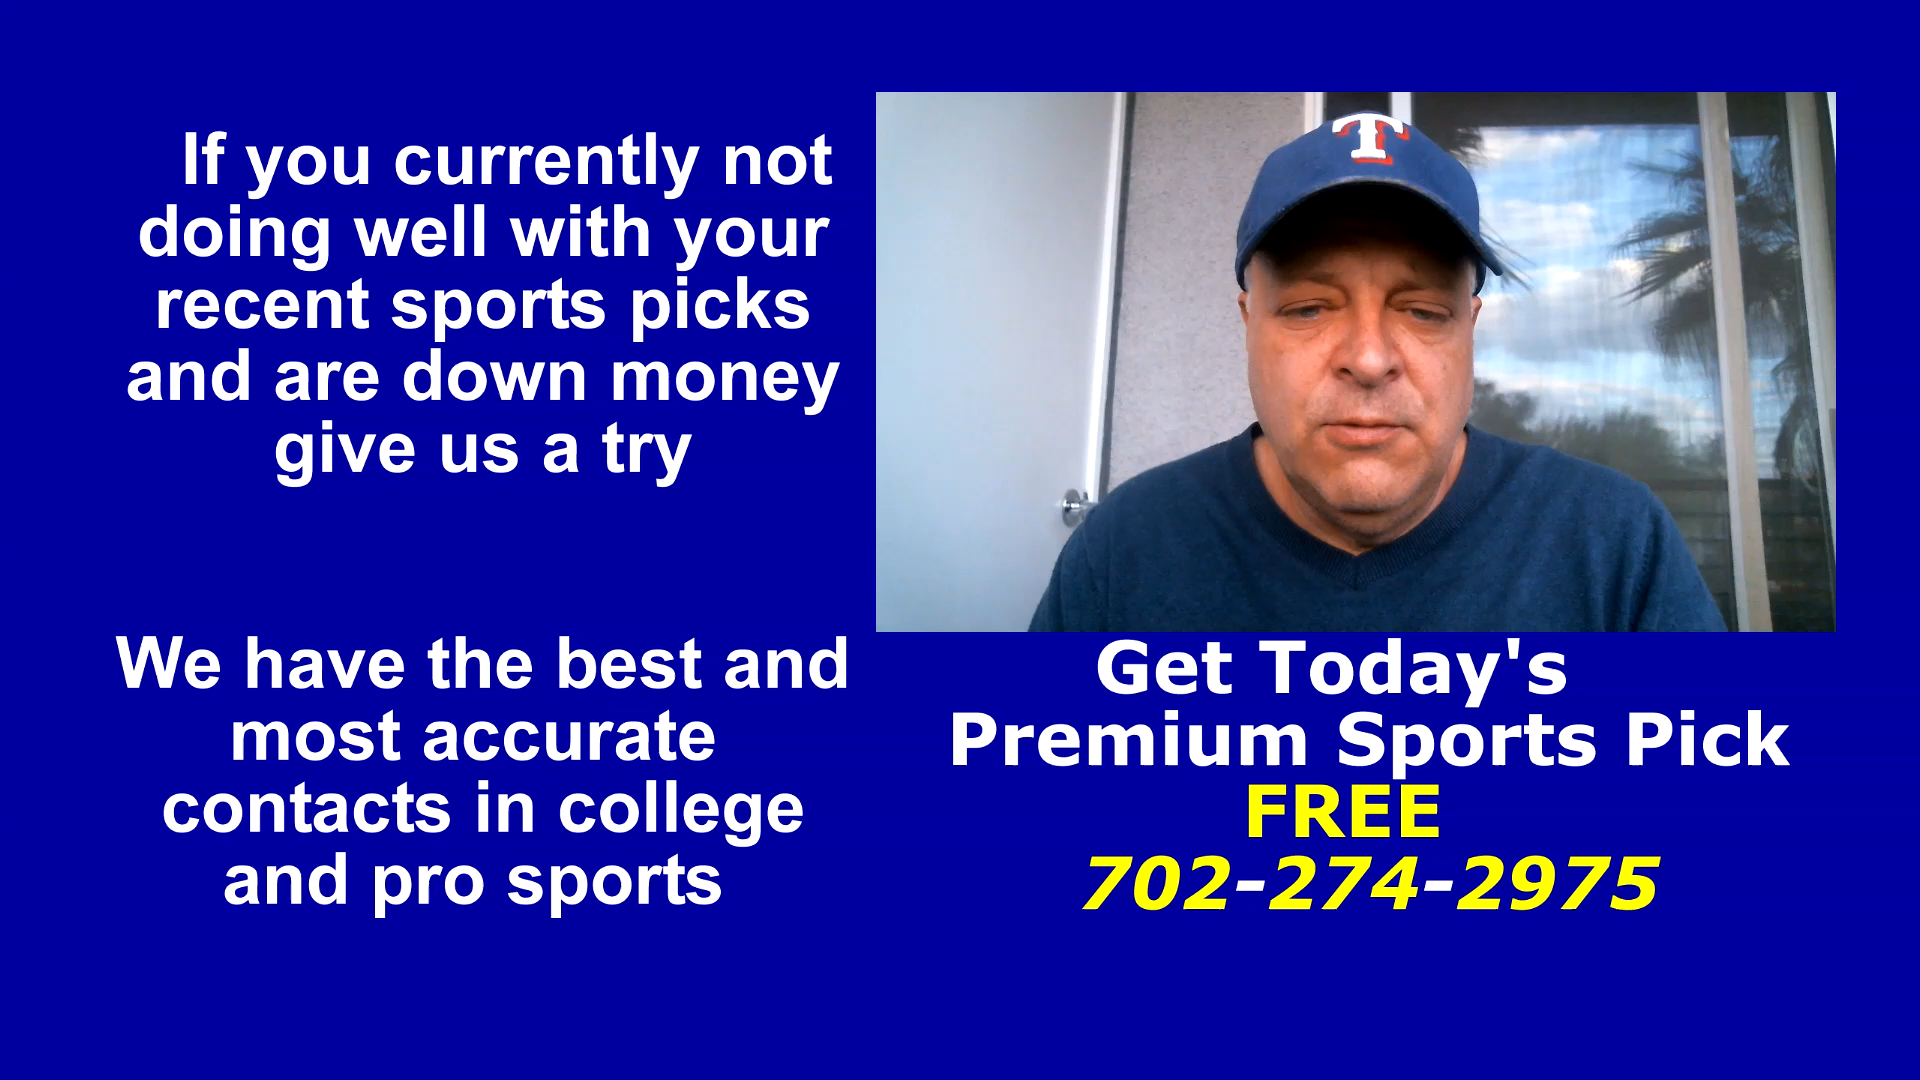 If you currently not
doing well with your
recent sports picks
and are down money
give us a try
We have the best and
most accurate
contacts in college
and pro sports
T
Get Today's
Premium Sports Pick
FREE
702-274-2975